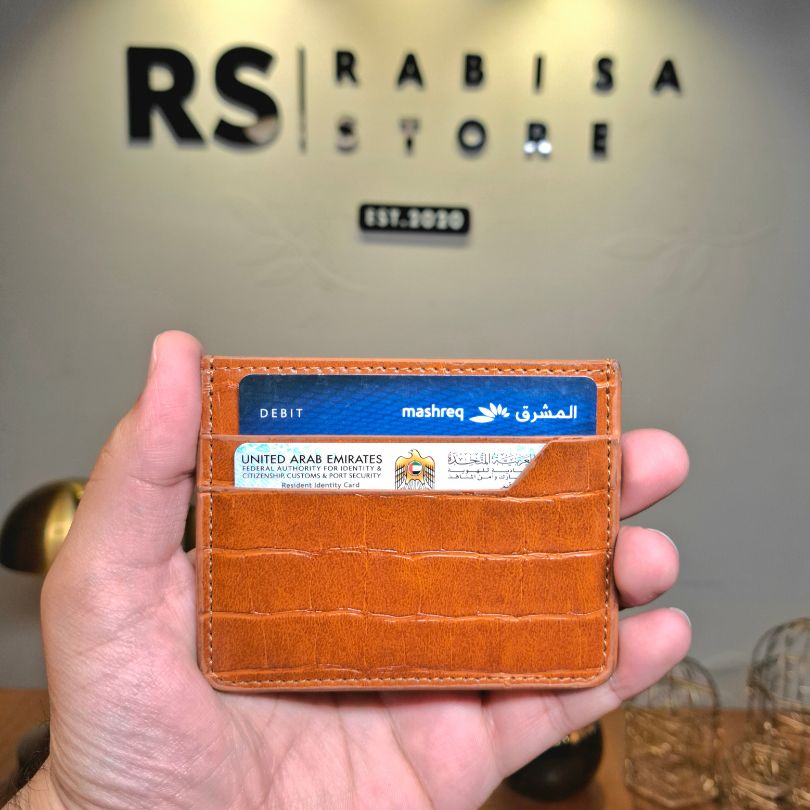 RS
RABISA
STORE
EST.2020
DEBIT mashreq المشرق
UNITED ARAB EMIRATES
FEDERAL AUTHORITY FOR IDENTITY &
CITIZENSHIP, CUSTOMS & PORT SECURITY
Resident Identity Card